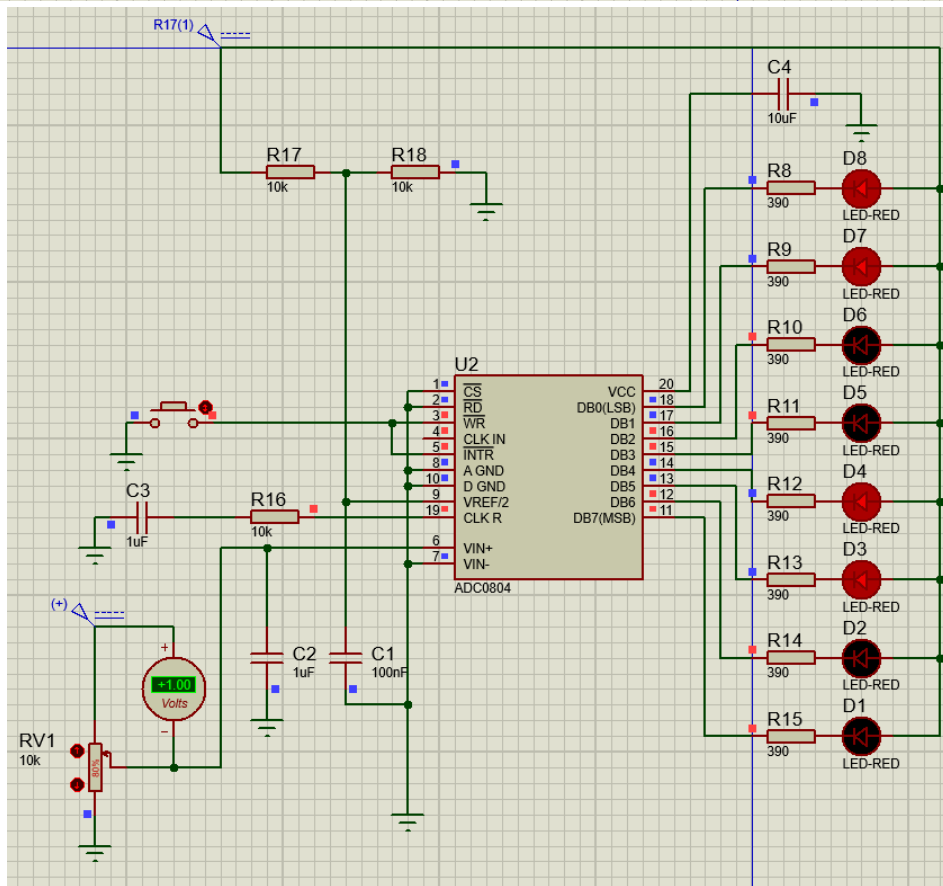 R17(1)
C4
10uF
R17
10k
R18
10k
R8
390
D8
LED-RED
R9
390
D7
LED-RED
R10
390
D6
LED-RED
R11
390
D5
LED-RED
R12
390
D4
LED-RED
R13
390
D3
LED-RED
R14
390
D2
LED-RED
R15
390
D1
LED-RED
U2
1 CS VCC 20
2 RD DB0(LSB) 18
3 WR DB1 17
4 CLK IN DB2 16
5 INTR DB3 15
8 A GND DB4 14
10 D GND DB5 13
9 VREF/2 DB6 12
19 CLK R DB7(MSB) 11
6 VIN+
7 VIN-
ADC0804
C3
1uF
R16
10k
(+)
+
+1.00
Volts
−
C2
1uF
C1
100nF
RV1
10k
80%